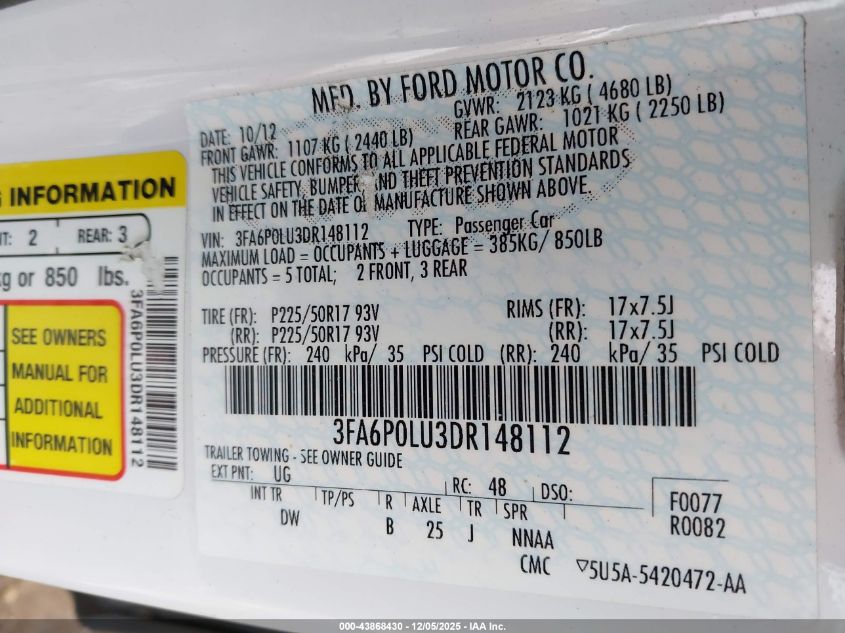 MFD. BY FORD MOTOR CO.
DATE: 10/12 GVWR: 2123 KG ( 4680 LB)
FRONT GAWR: 1107 KG ( 2440 LB) REAR GAWR: 1021 KG ( 2250 LB)
THIS VEHICLE CONFORMS TO ALL APPLICABLE FEDERAL MOTOR
VEHICLE SAFETY, BUMPER, AND THEFT PREVENTION STANDARDS
IN EFFECT ON THE DATE OF MANUFACTURE SHOWN ABOVE.
VIN: 3FA6P0LU3DR148112 TYPE: Passenger Car
MAXIMUM LOAD = OCCUPANTS + LUGGAGE = 385KG/ 850LB
OCCUPANTS = 5 TOTAL; 2 FRONT, 3 REAR
TIRE (FR): P225/50R17 93V RIMS (FR): 17x7.5J
(RR): P225/50R17 93V (RR): 17x7.5J
PRESSURE (FR): 240 kPa/ 35 PSI COLD (RR): 240 kPa/ 35 PSI COLD
3FA6P0LU3DR148112
TRAILER TOWING - SEE OWNER GUIDE
EXT PNT: UG RC: 48 DSO:
INT TR TP/PS R AXLE TR SPR
DW B 25 J NNAA
F0077
R0082
CMC ▽5U5A-5420472-AA
G INFORMATION
NT: 2 REAR: 3
kg or 850 lbs.
SEE OWNERS
MANUAL FOR
ADDITIONAL
INFORMATION
3FA6P0LU3DR148112
000-43868430 - 12/05/2025 - IAA Inc.